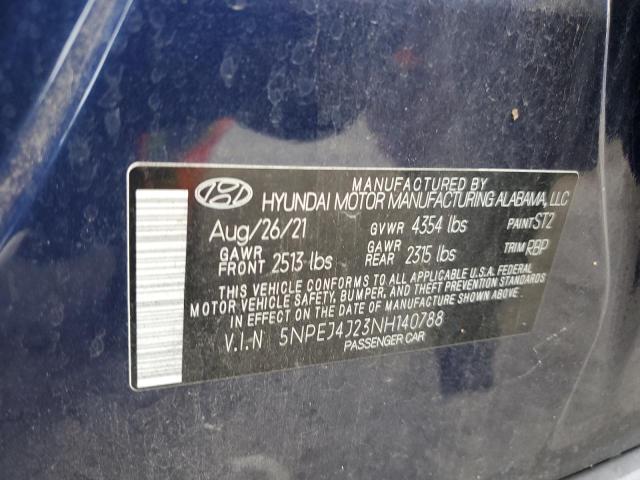 MANUFACTURED BY
HYUNDAI MOTOR MANUFACTURING ALABAMA, LLC
Aug/26/21 GVWR 4354 lbs PAINT ST2
GAWR FRONT 2513 lbs GAWR REAR 2315 lbs TRIM RBP
THIS VEHICLE CONFORMS TO ALL APPLICABLE U.S.A. FEDERAL
MOTOR VEHICLE SAFEY, BUMPER, AND THEFT PREVENTION
STANDARDS IN EFFECT ON THE DATE OF MANUFACTURE SHOWN ABOVE.
V.I.N 5NPEJ4J23NH140788
PASSENGER CAR